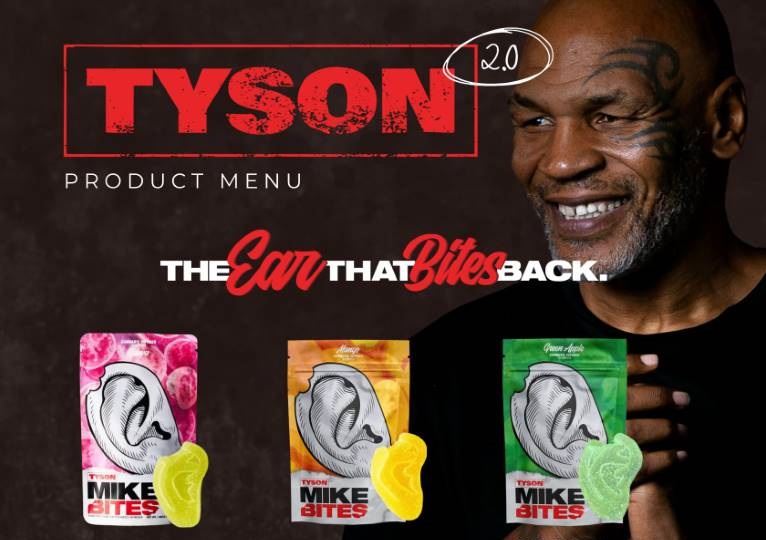 TYSON
2.0
PRODUCT MENU
THE Ear THAT Bites BACK.
Mango
Green Apple
TYSON
MIKE
BITES
TYSON
MIKE
BITES
TYSON
MIKE
BITES